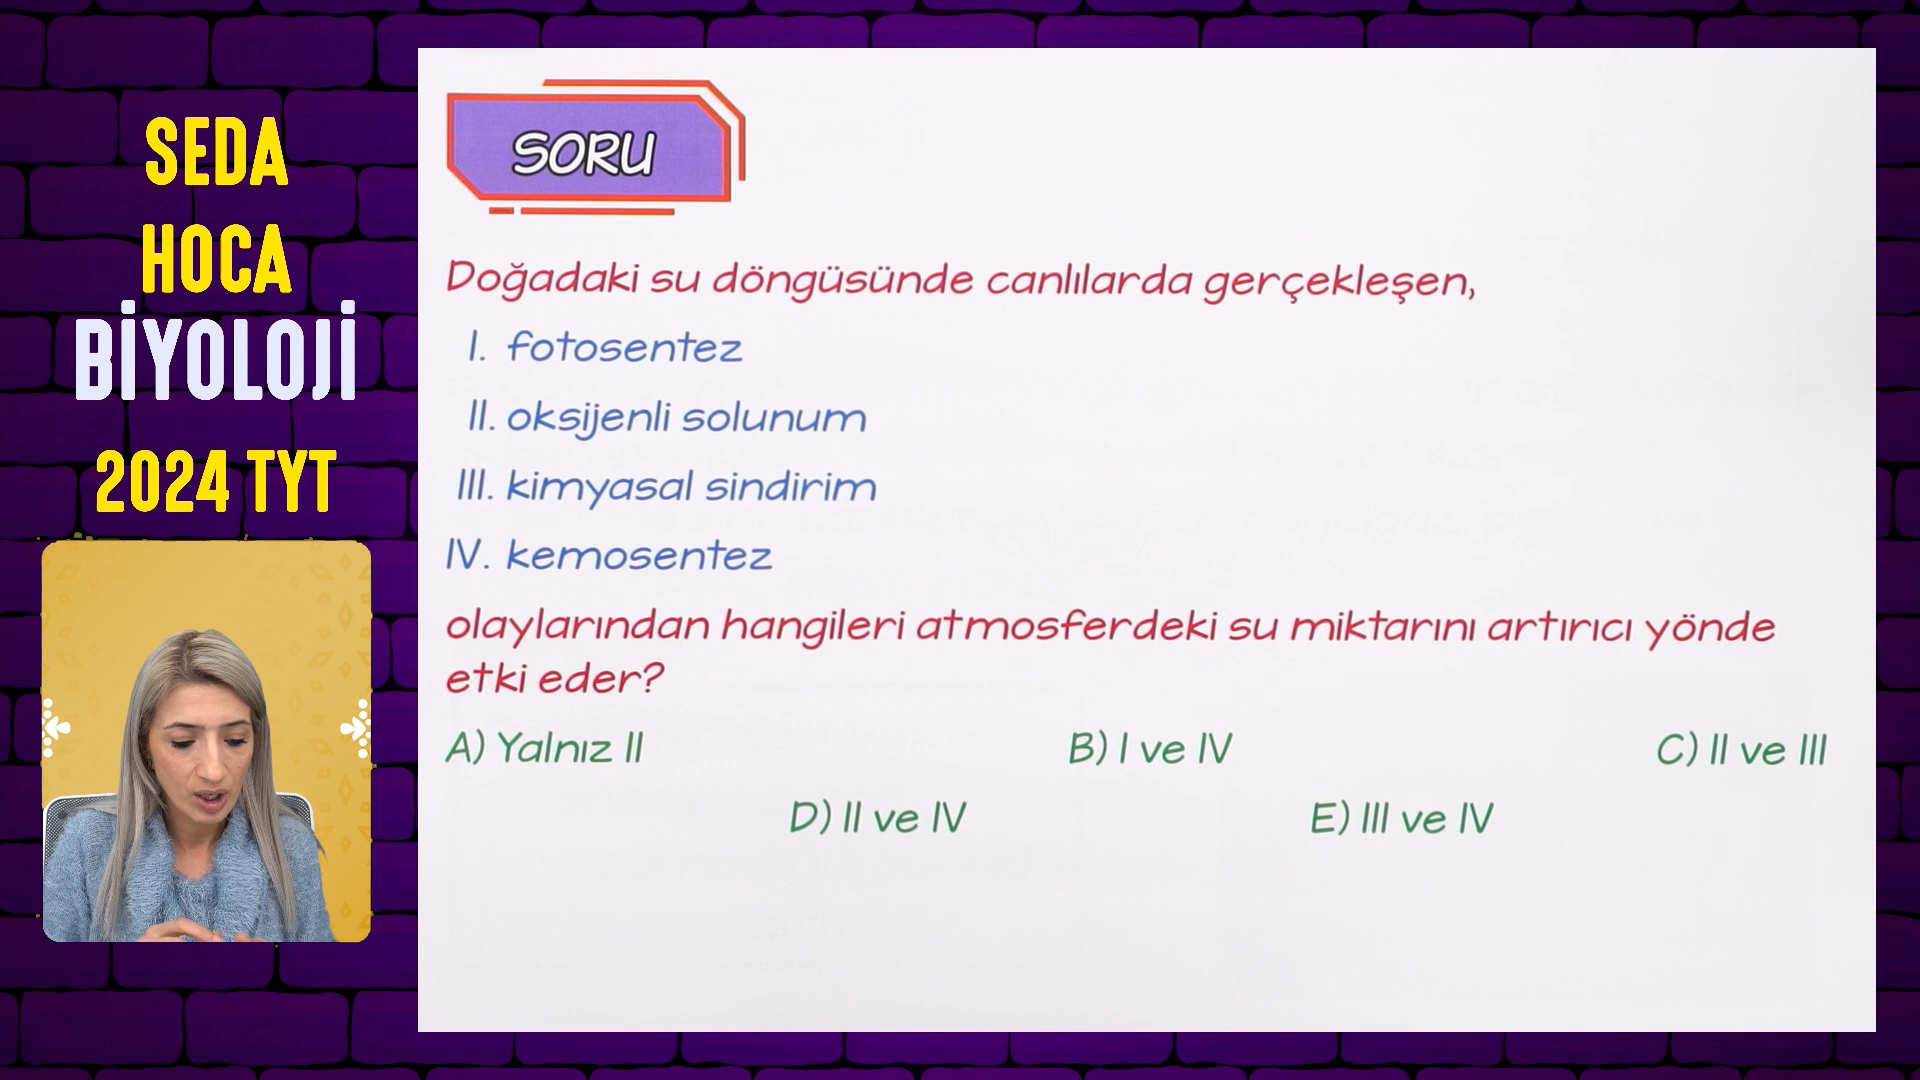 SEDA
HOCA
BİYOLOJİ
2024 TYT
SORU
Doğadaki su döngüsünde canlılarda gerçekleşen,
I. fotosentez
II. oksijenli solunum
III. kimyasal sindirim
IV. kemosentez
olaylarından hangileri atmosferdeki su miktarını artırıcı yönde
etki eder?
A) Yalnız II
B) I ve IV
C) II ve III
D) II ve IV
E) III ve IV